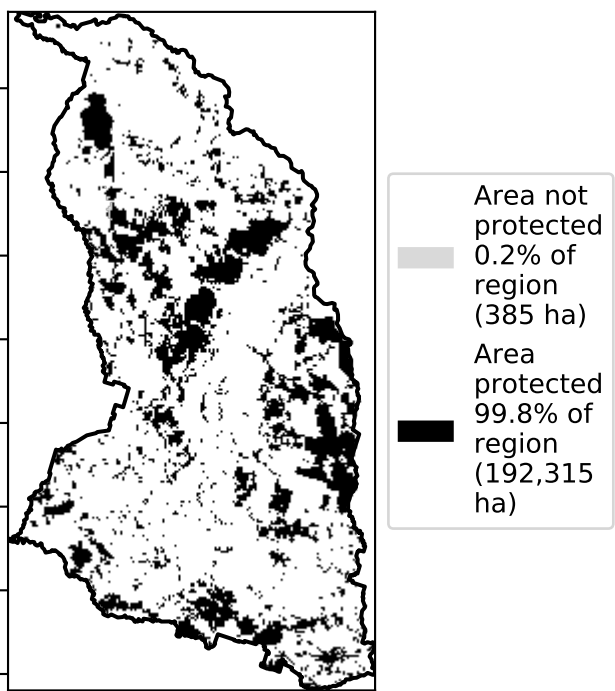 Area not
protected
0.2% of
region
(385 ha)
Area
protected
99.8% of
region
(192,315
ha)